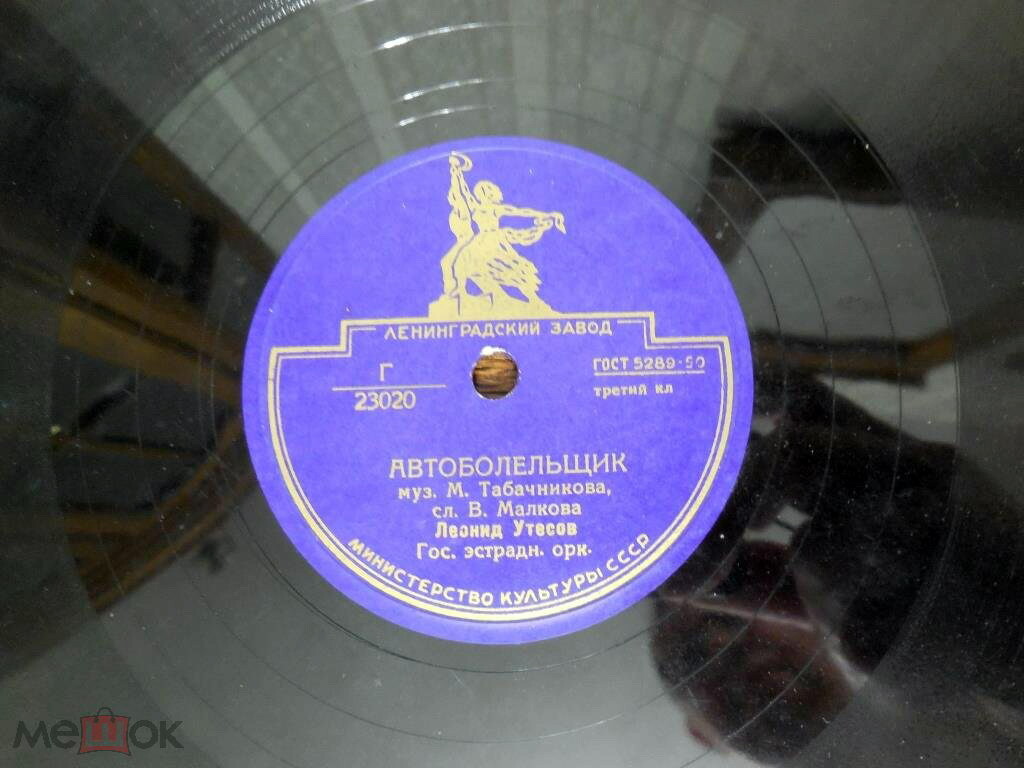 ЛЕНИНГРАДСКИЙ ЗАВОД
Г
23020
ГОСТ 5289-50
третий кл
АВТОБОЛЕЛЬЩИК
муз. М. Табачникова,
сл. В. Малкова
Леонид Утесов
Гос. эстрадн. орк.
МИНИСТЕРСТВО КУЛЬТУРЫ СССР
мешок